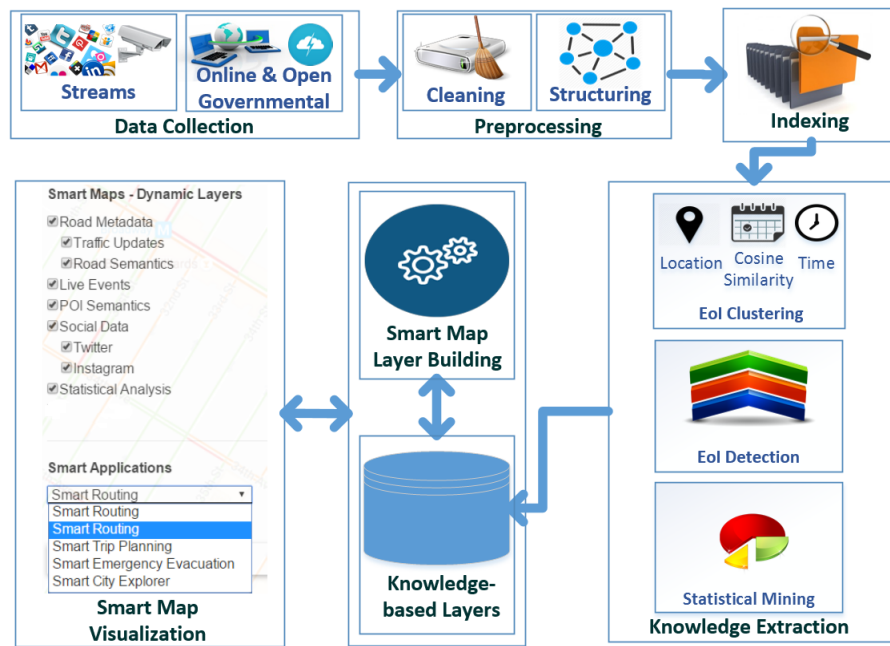 Streams
Online & Open
Governmental
Data Collection
Cleaning
Structuring
Preprocessing
Indexing
Smart Maps - Dynamic Layers
Road Metadata
Traffic Updates
Road Semantics
Live Events
POI Semantics
Social Data
Twitter
Instagram
Statistical Analysis
Smart Applications
Smart Routing
Smart Routing
Smart Routing
Smart Trip Planning
Smart Emergency Evacuation
Smart City Explorer
Smart Map
Visualization
Smart Map
Layer Building
Knowledge-
based Layers
Location
Cosine
Similarity
Time
EoI Clustering
EoI Detection
Statistical Mining
Knowledge Extraction